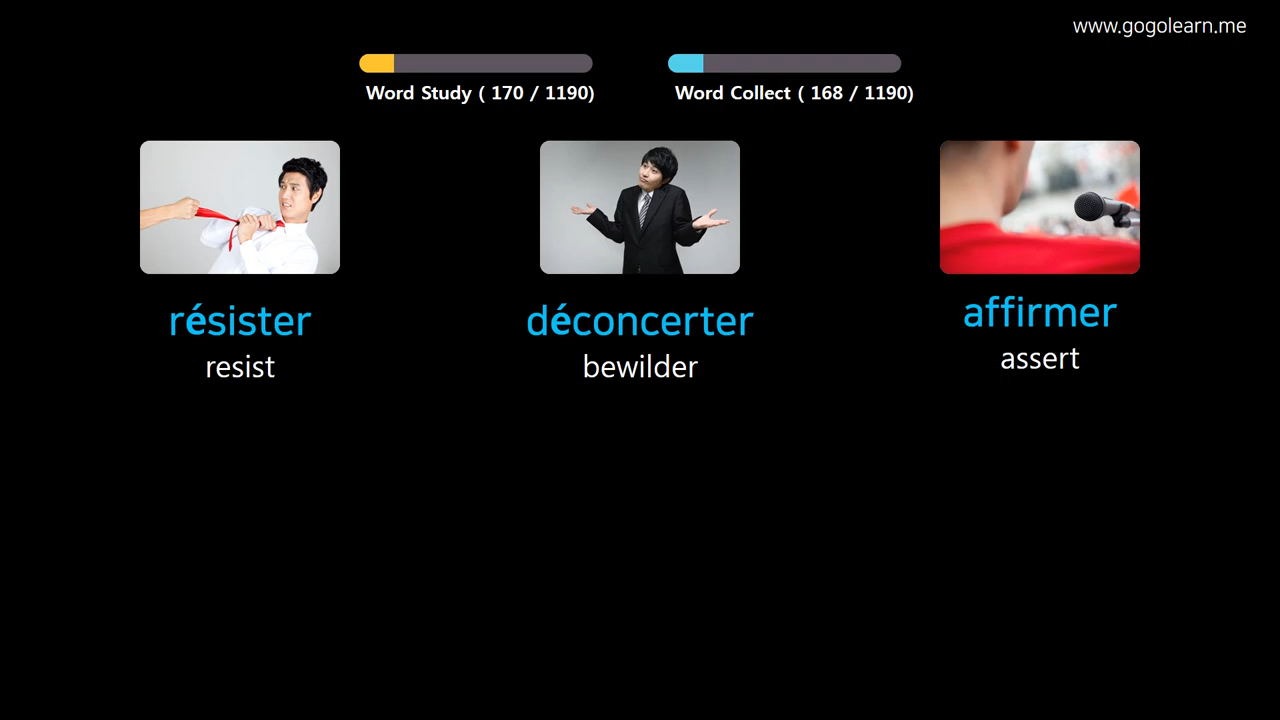 www.gogolearn.me
Word Study ( 170 / 1190)
Word Collect ( 168 / 1190)
résister
resist
déconcerter
bewilder
affirmer
assert